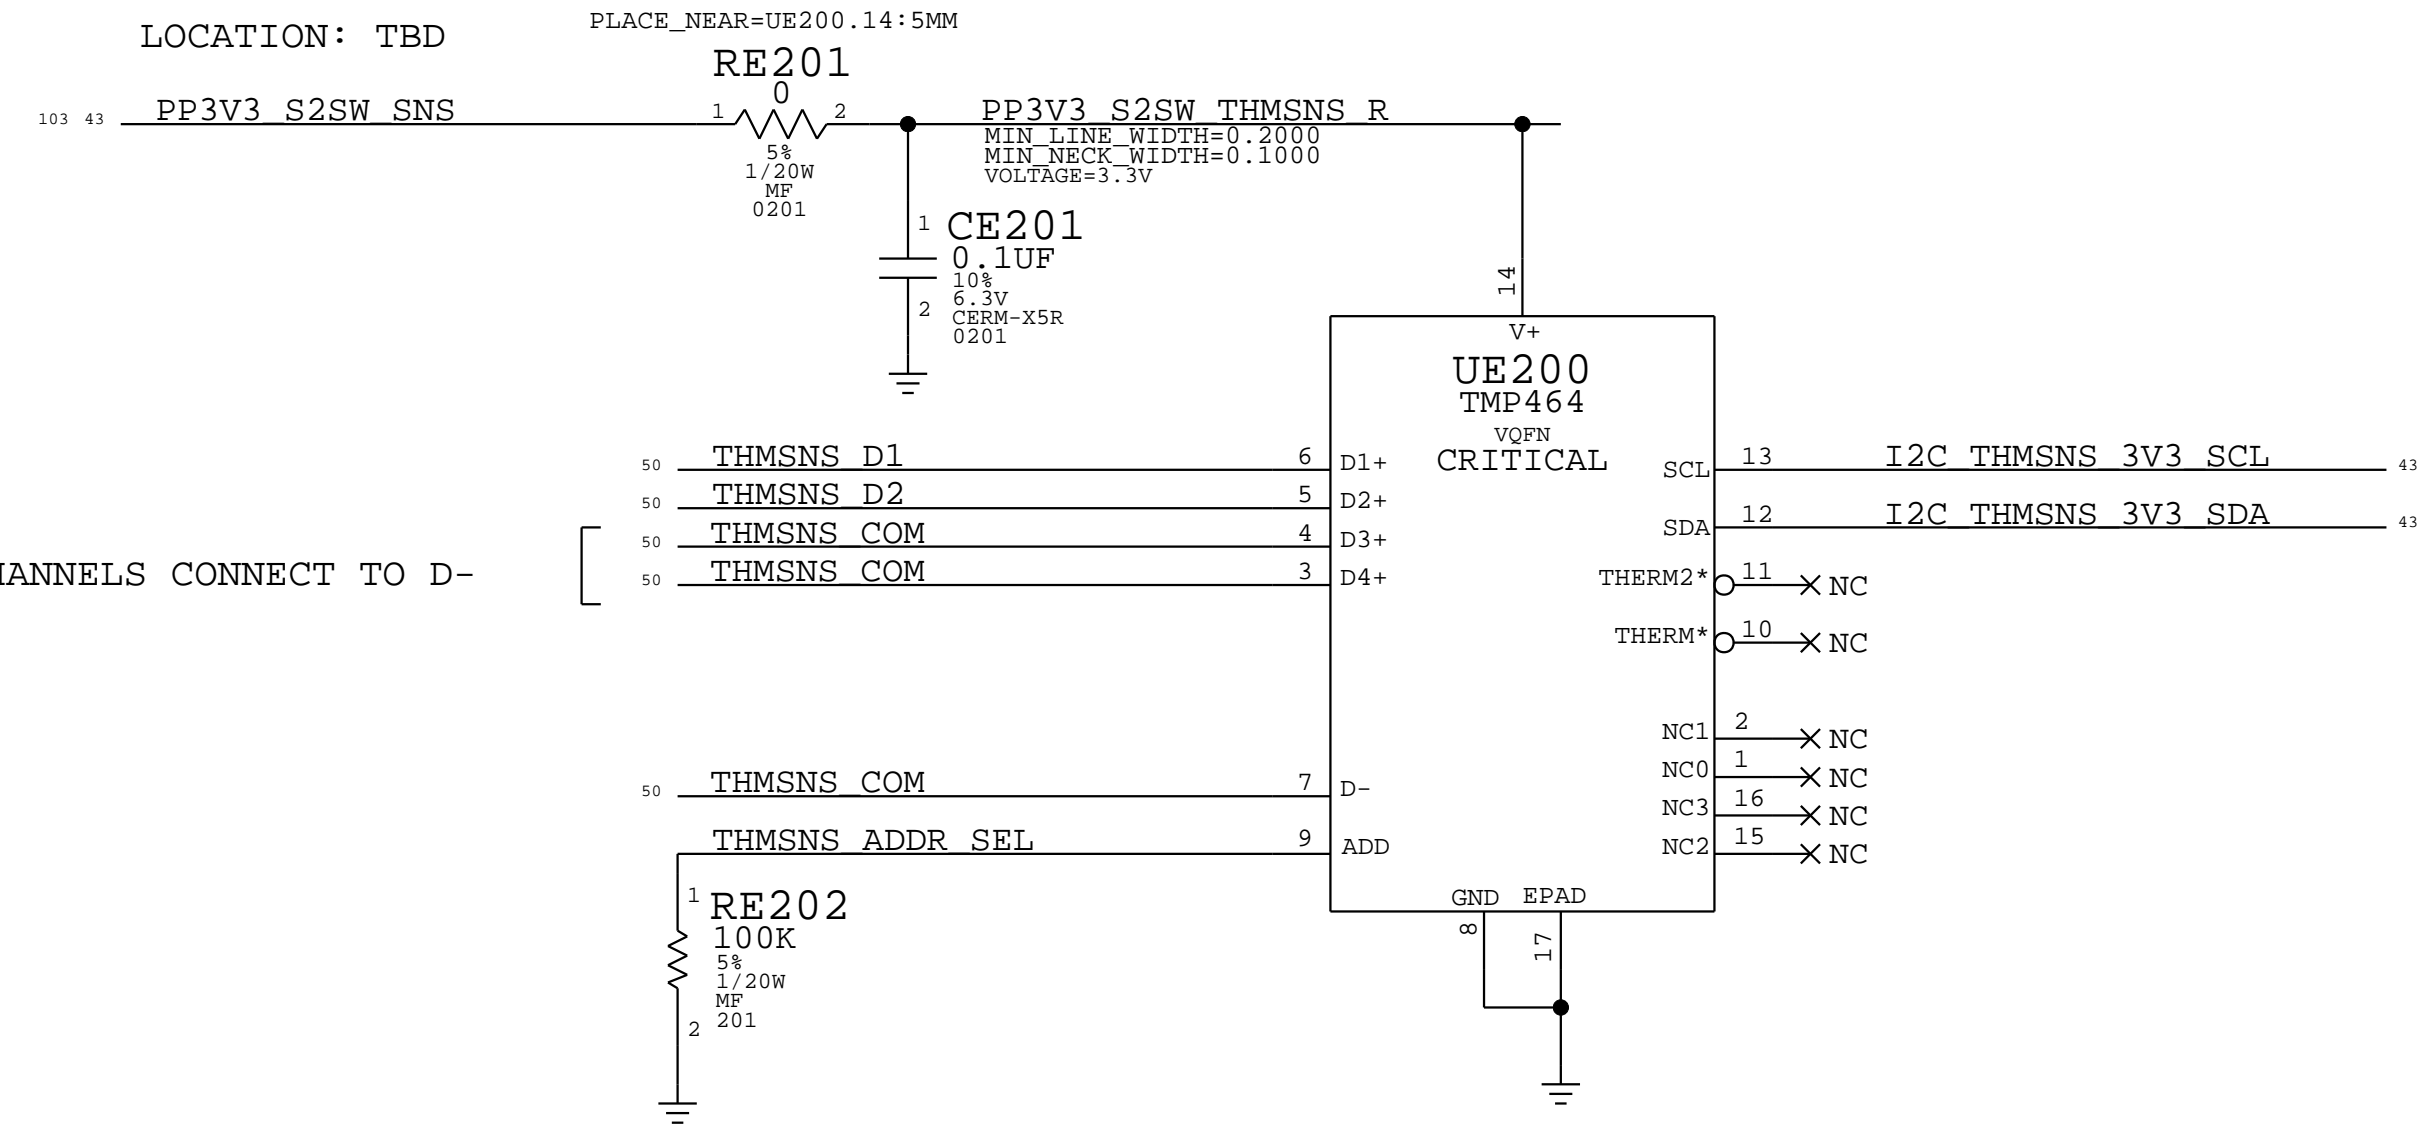 LOCATION: TBD
PLACE_NEAR=UE200.14:5MM
RE201
0
103 43 PP3V3_S2SW_SNS
1 2
5%
1/20W
MF
0201
PP3V3_S2SW_THMSNS_R
MIN_LINE_WIDTH=0.2000
MIN_NECK_WIDTH=0.1000
VOLTAGE=3.3V
1 CE201
0.1UF
10%
6.3V
2 CERM-X5R
0201
14
V+
UE200
TMP464
VQFN
CRITICAL
50 THMSNS_D1 6 D1+
50 THMSNS_D2 5 D2+
50 THMSNS_COM 4 D3+
50 THMSNS_COM 3 D4+
CONNECT TO D-
SCL 13 I2C_THMSNS_3V3_SCL 43
SDA 12 I2C_THMSNS_3V3_SDA 43
THERM2* 11 NC
THERM* 10 NC
NC1 2 NC
NC0 1 NC
NC3 16 NC
NC2 15 NC
50 THMSNS_COM 7 D-
THMSNS_ADDR_SEL 9 ADD
1 RE202
100K
5%
1/20W
MF
2 201
GND EPAD
8 17